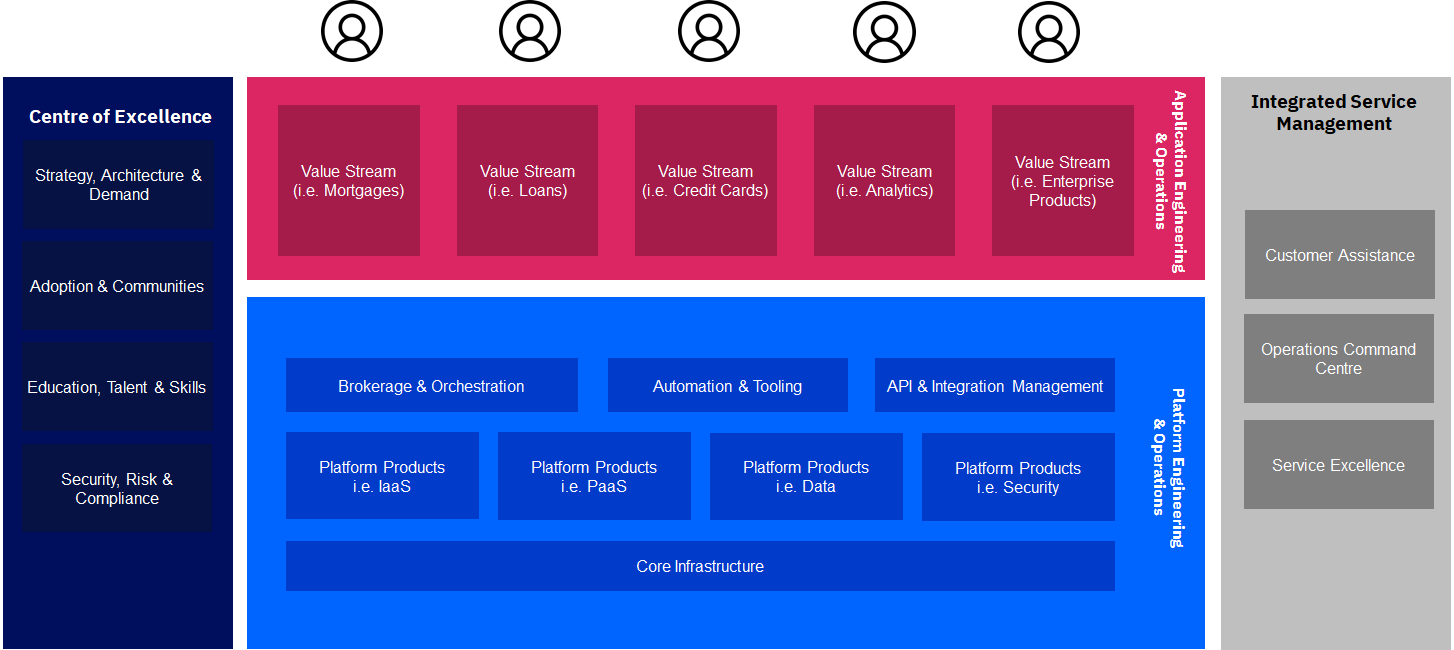 Centre of Excellence
Strategy, Architecture &
Demand
Adoption & Communities
Education, Talent & Skills
Security, Risk &
Compliance
Value Stream
(i.e. Mortgages)
Value Stream
(i.e. Loans)
Value Stream
(i.e. Credit Cards)
Value Stream
(i.e. Analytics)
Value Stream
(i.e. Enterprise
Products)
Application Engineering
& Operations
Brokerage & Orchestration
Automation & Tooling
API & Integration Management
Platform Products
i.e. IaaS
Platform Products
i.e. PaaS
Platform Products
i.e. Data
Platform Products
i.e. Security
Core Infrastructure
Platform Engineering
& Operations
Integrated Service
Management
Customer Assistance
Operations Command
Centre
Service Excellence